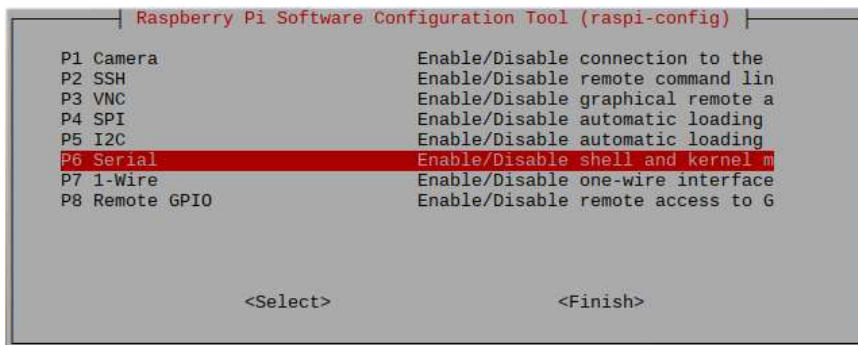 Raspberry Pi Software Configuration Tool (raspi-config)
P1 Camera Enable/Disable connection to the
P2 SSH Enable/Disable remote command lin
P3 VNC Enable/Disable graphical remote a
P4 SPI Enable/Disable automatic loading
P5 I2C Enable/Disable automatic loading
P6 Serial Enable/Disable shell and kernel m
P7 1-Wire Enable/Disable one-wire interface
P8 Remote GPIO Enable/Disable remote access to G
<Select> <Finish>